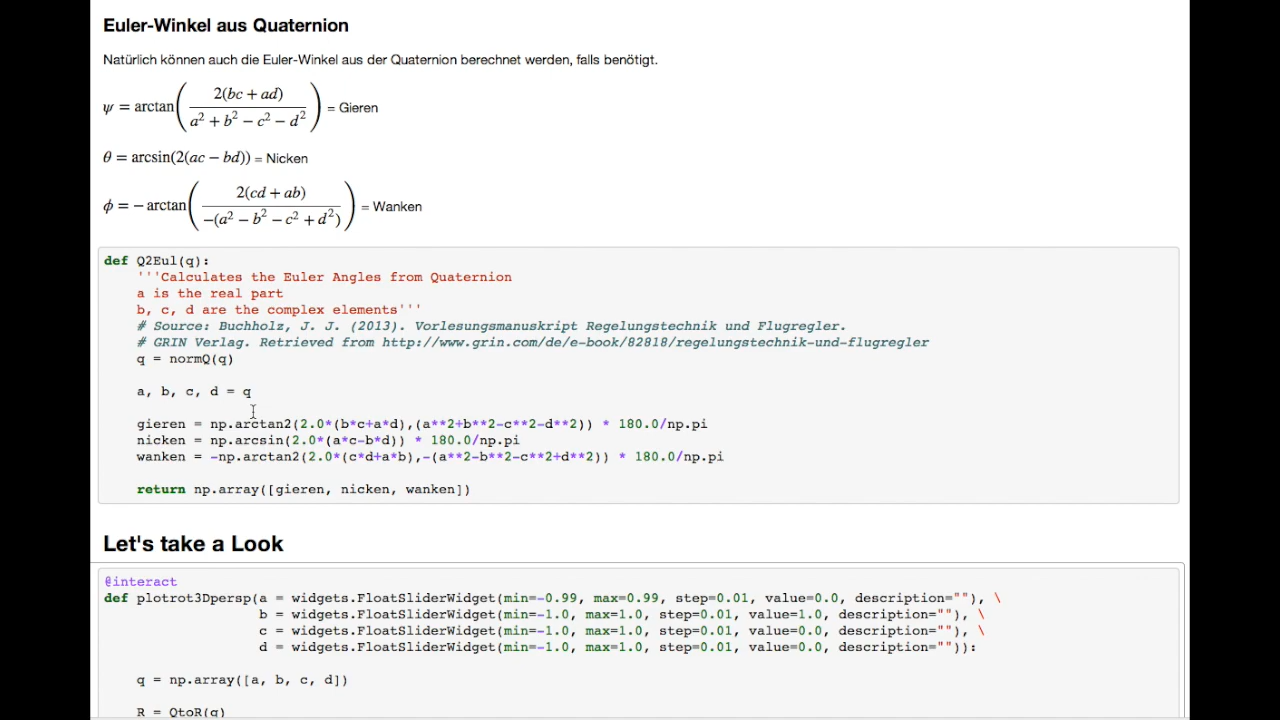 Euler-Winkel aus Quaternion
Natürlich können auch die Euler-Winkel aus der Quaternion berechnet werden, falls benötigt.
ψ = arctan( 2(bc + ad) / a² + b² − c² − d² ) = Gieren
θ = arcsin(2(ac − bd)) = Nicken
ϕ = − arctan( 2(cd + ab) / −(a² − b² − c² + d²) ) = Wanken
def Q2Eul(q):
    '''Calculates the Euler Angles from Quaternion
    a is the real part
    b, c, d are the complex elements'''
    # Source: Buchholz, J. J. (2013). Vorlesungsmanuskript Regelungstechnik und Flugregler.
    # GRIN Verlag. Retrieved from http://www.grin.com/de/e-book/82818/regelungstechnik-und-flugregler
    q = normQ(q)
    a, b, c, d = q
    gieren = np.arctan2(2.0*(b*c+a*d),(a**2+b**2-c**2-d**2)) * 180.0/np.pi
    nicken = np.arcsin(2.0*(a*c-b*d)) * 180.0/np.pi
    wanken = -np.arctan2(2.0*(c*d+a*b),-(a**2-b**2-c**2+d**2)) * 180.0/np.pi
    return np.array([gieren, nicken, wanken])
Let's take a Look
@interact
def plotrot3Dpersp(a = widgets.FloatSliderWidget(min=-0.99, max=0.99, step=0.01, value=0.0, description=""), \
                   b = widgets.FloatSliderWidget(min=-1.0, max=1.0, step=0.01, value=1.0, description=""), \
                   c = widgets.FloatSliderWidget(min=-1.0, max=1.0, step=0.01, value=0.0, description=""), \
                   d = widgets.FloatSliderWidget(min=-1.0, max=1.0, step=0.01, value=0.0, description="")):
    q = np.array([a, b, c, d])
    R = QtoR(q)